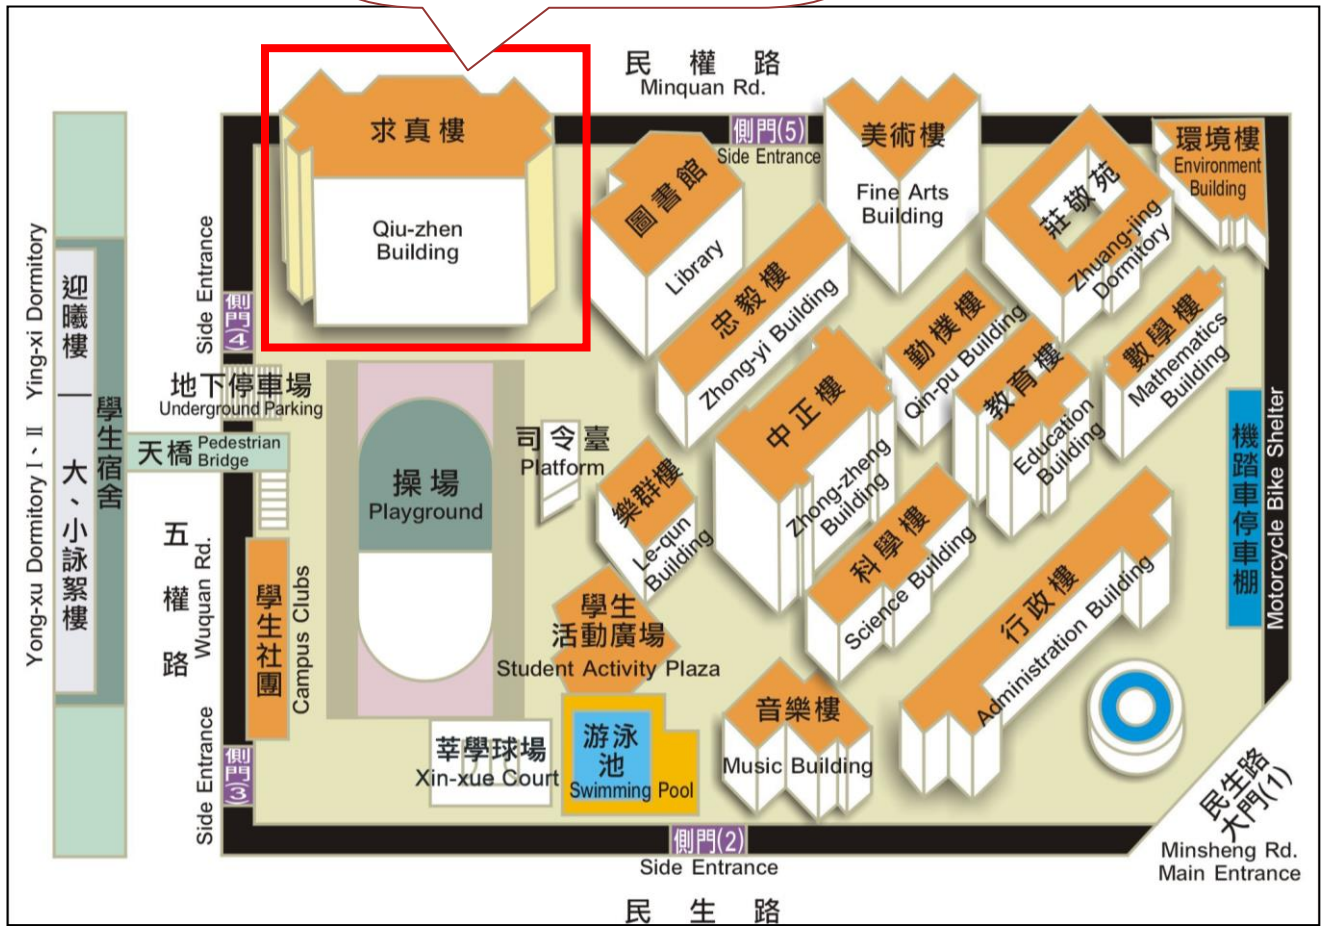 民權路
Minquan Rd.
求真樓
Qiu-zhen
Building
圖書館
Library
側門(5)
Side Entrance
美術樓
Fine Arts
Building
莊敬苑
Zhuang-jing
Dormitory
環境樓
Environment
Building
忠毅樓
Zhong-yi Building
勤樸樓
Qin-pu Building
數學樓
Mathematics
Building
教育樓
Education
Building
中正樓
Zhong-zheng
Building
Side Entrance
側門(4)
地下停車場
Underground Parking
天橋
Pedestrian
Bridge
Yong-xu Dormitory I、II Ying-xi Dormitory
迎曦樓
大、小詠絮樓
學生宿舍
五權路
Wuquan Rd.
學生社團
Campus Clubs
Side Entrance
側門(3)
操場
Playground
司令臺
Platform
樂群樓
Le-qun
Building
科學樓
Science Building
行政樓
Administration Building
機踏車停車棚
Motorcycle Bike Shelter
學生
活動廣場
Student Activity Plaza
莘學球場
Xin-xue Court
游泳
池
Swimming Pool
音樂樓
Music Building
側門(2)
Side Entrance
民生路
民生路
大門(1)
Minsheng Rd.
Main Entrance